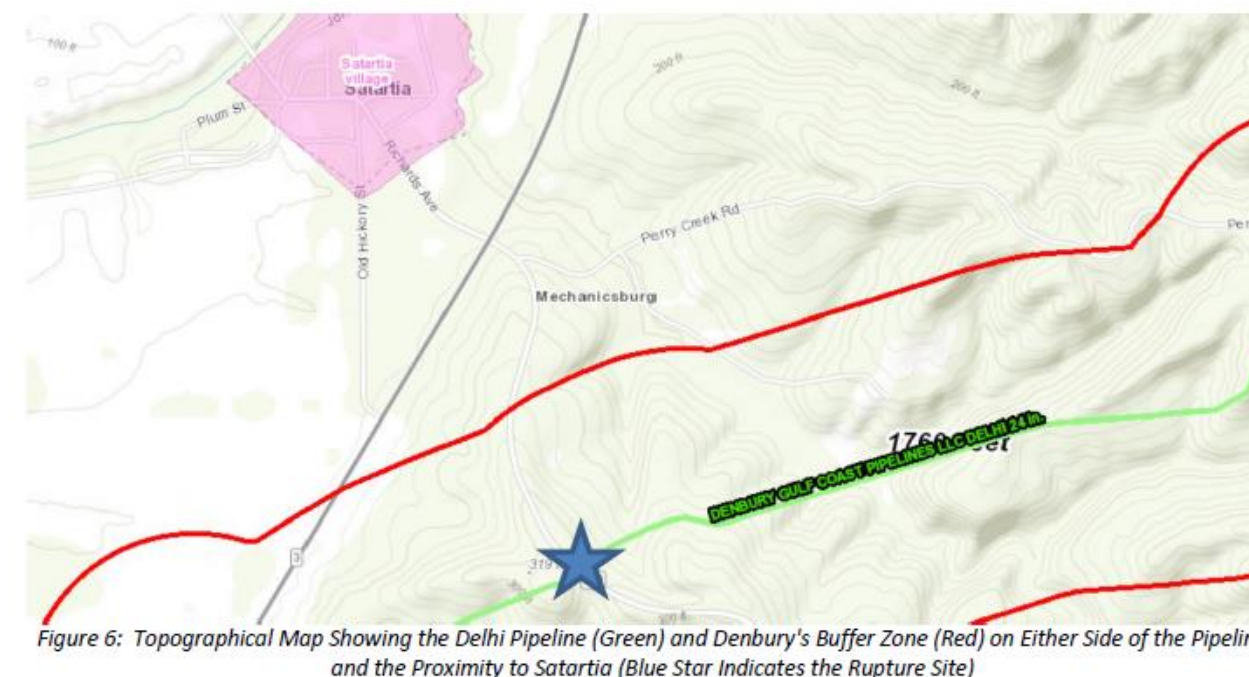 100 ft
Satartia
village
Satartia
Plum St
Richards Ave
Old Hickory St
200 ft
200 ft
Perry Creek Rd
Mechanicsburg
DENBURY GULF COAST PIPELINES LLC DELHI 24 in.
3
319
300 ft
200 ft
Figure 6: Topographical Map Showing the Delhi Pipeline (Green) and Denbury's Buffer Zone (Red) on Either Side of the Pipelin
and the Proximity to Satartia (Blue Star Indicates the Rupture Site)